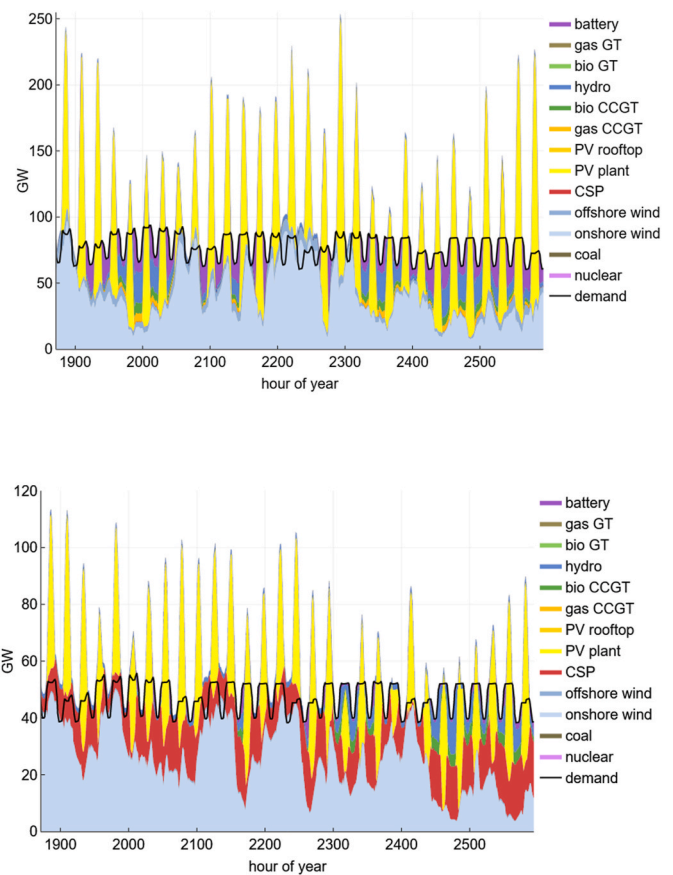 250
200
150
100
50
0
GW
1900 2000 2100 2200 2300 2400 2500
hour of year
battery
gas GT
bio GT
hydro
bio CCGT
gas CCGT
PV rooftop
PV plant
CSP
offshore wind
onshore wind
coal
nuclear
demand
120
100
80
60
40
20
0
GW
1900 2000 2100 2200 2300 2400 2500
hour of year
battery
gas GT
bio GT
hydro
bio CCGT
gas CCGT
PV rooftop
PV plant
CSP
offshore wind
onshore wind
coal
nuclear
demand